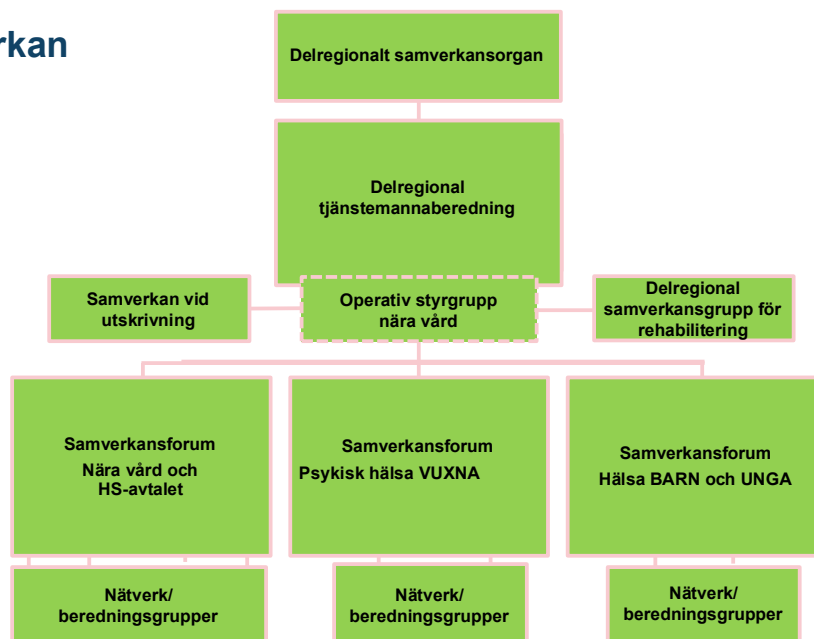 rkan
Delregionalt samverkansorgan
Delregional
tjänstemannaberedning
Samverkan vid
utskrivning
Operativ styrgrupp
nära vård
Delregional
samverkansgrupp för
rehabilitering
Samverkansforum
Nära vård och
HS-avtalet
Samverkansforum
Psykisk hälsa VUXNA
Samverkansforum
Hälsa BARN och UNGA
Nätverk/
beredningsgrupper
Nätverk/
beredningsgrupper
Nätverk/
beredningsgrupper